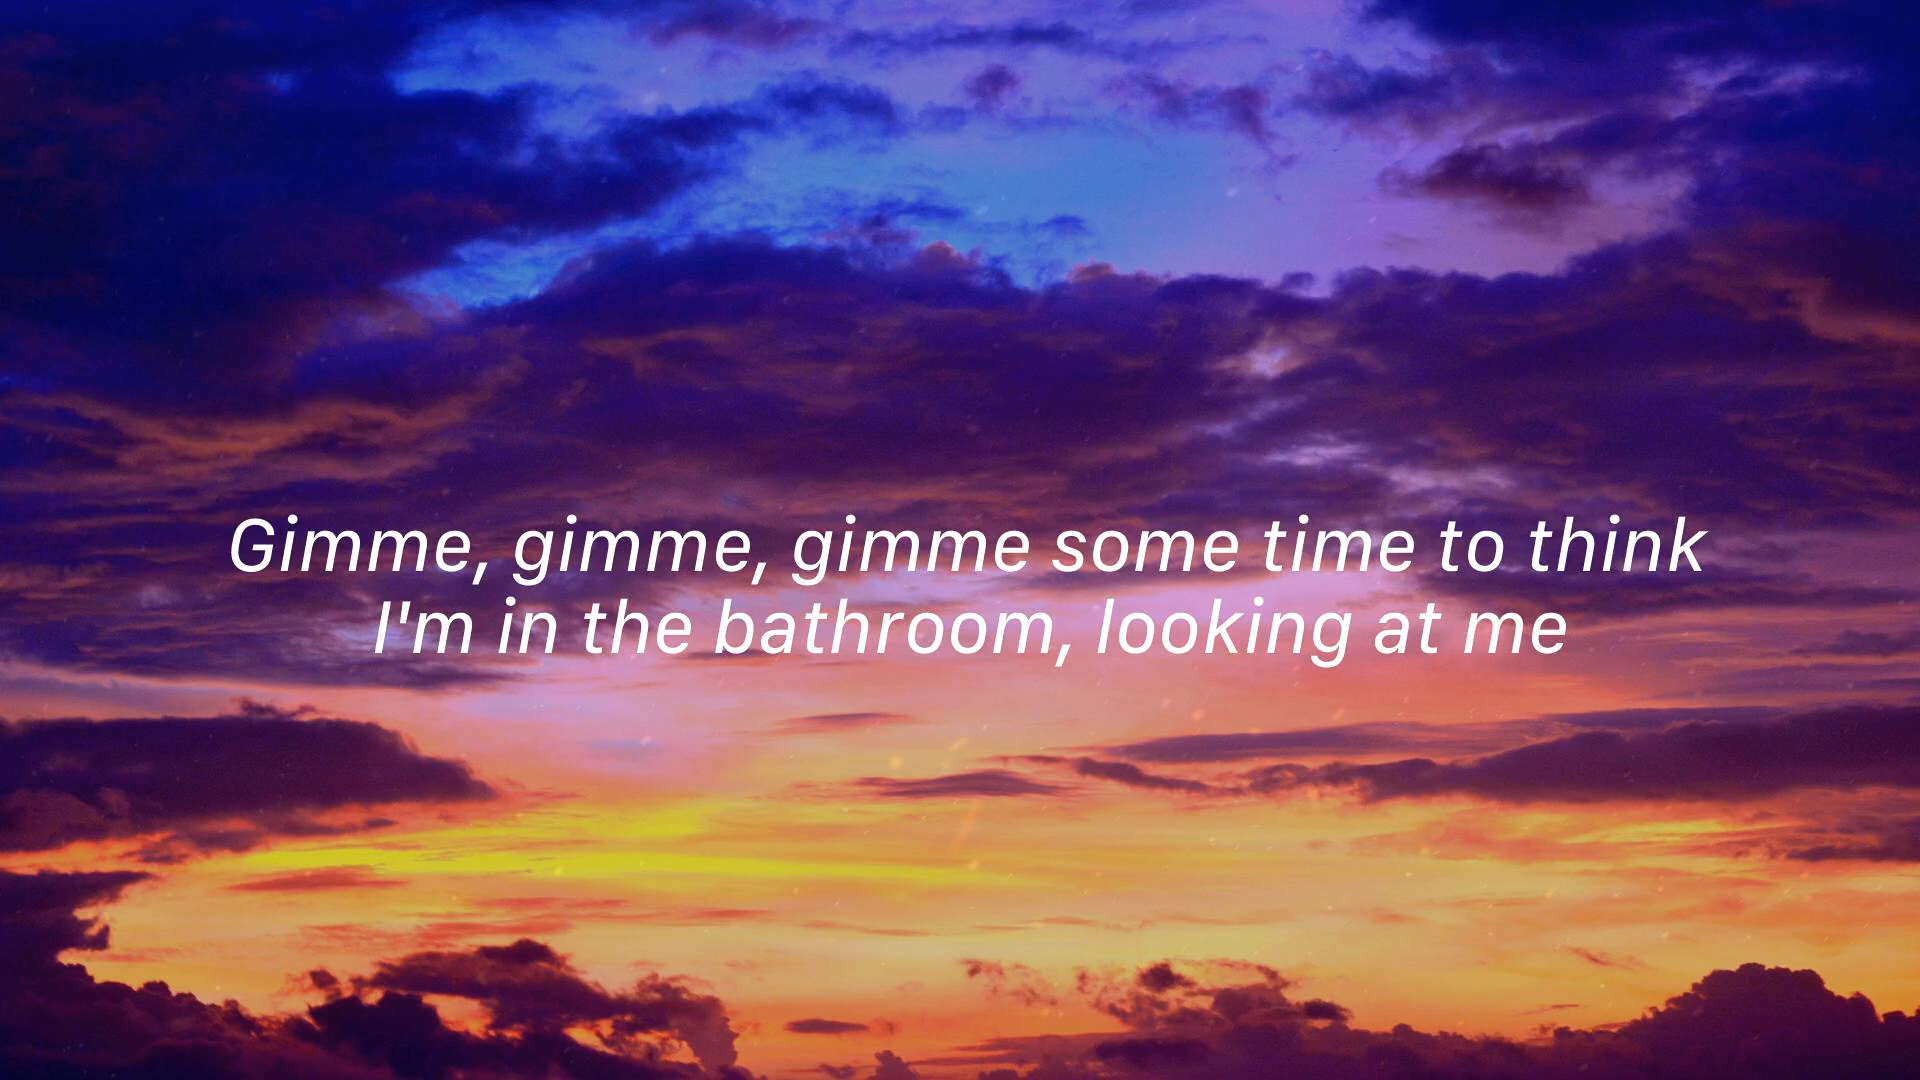 Gimme, gimme, gimme some time to think
I'm in the bathroom, looking at me